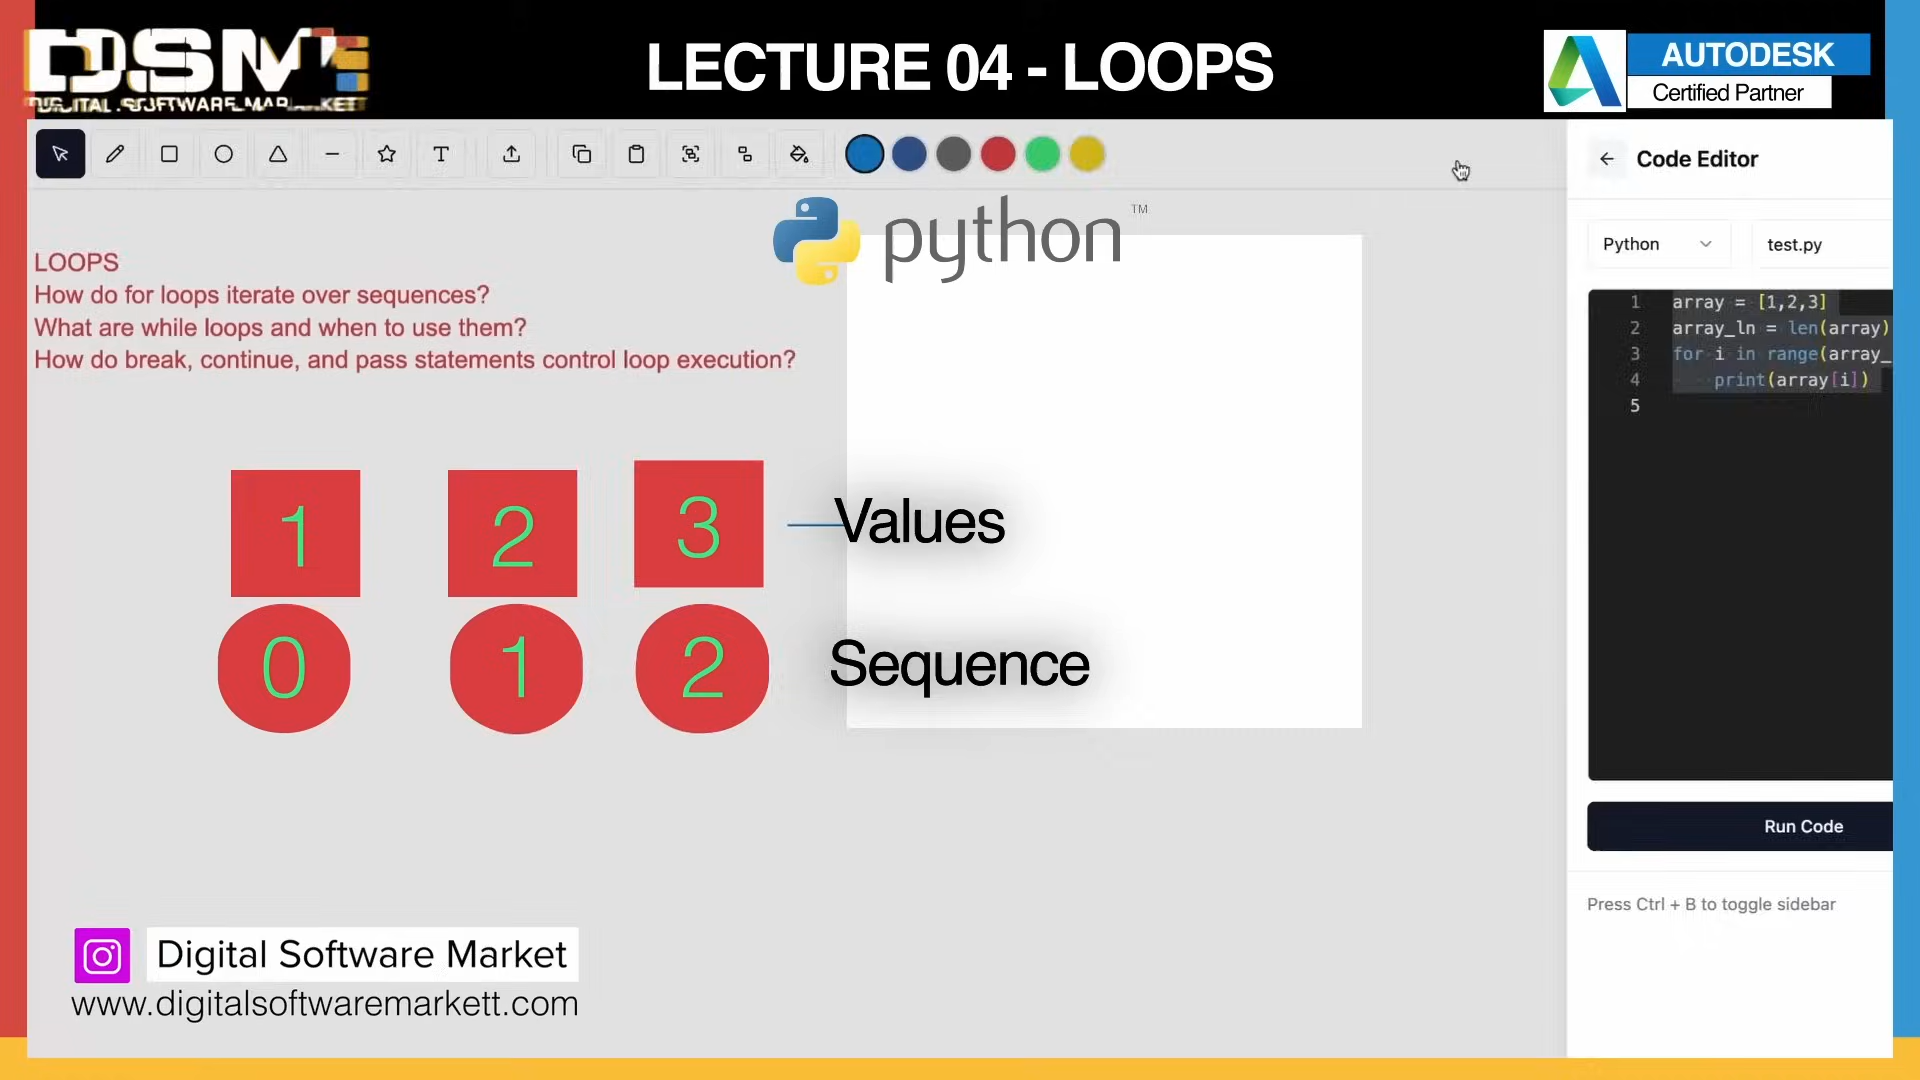 DSM
DIGITAL SOFTWARE MARKET
LECTURE 04 - LOOPS
AUTODESK
Certified Partner
T
Code Editor
python TM
Python
test.py
LOOPS
How do for loops iterate over sequences?
What are while loops and when to use them?
How do break, continue, and pass statements control loop execution?
1 array = [1,2,3]
2 array_ln = len(array)
3 for i in range(array_
4 print(array[i])
5
1 2 3 Values
0 1 2 Sequence
Run Code
Press Ctrl + B to toggle sidebar
Digital Software Market
www.digitalsoftwaremarkett.com